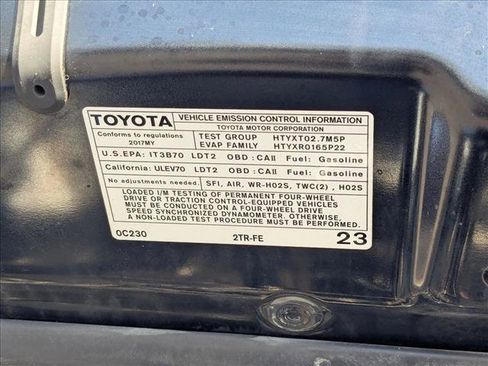 TOYOTA VEHICLE EMISSION CONTROL INFORMATION
TOYOTA MOTOR CORPORATION
Conforms to regulations
2017MY
TEST GROUP HTYXT02.7M5P
EVAP FAMILY HTYXR0165P22
U.S.EPA: IT3B70 LDT2 OBD:CAII Fuel: Gasoline
California: ULEV70 LDT2 OBD:CAII Fuel: Gasoline
No adjustments needed. SFI, AIR, WR-HO2S, TWC(2), HO2S
LOADED I/M TESTING OF PERMANENT FOUR-WHEEL
DRIVE OR TRACTION CONTROL-EQUIPPED VEHICLES
MUST BE CONDUCTED ON A FOUR-WHEEL DRIVE
SPEED SYNCHRONIZED DYNAMOMETER. OTHERWISE,
A NON-LOADED TEST PROCEDURE MUST BE PERFORMED.
0C230 2TR-FE 23